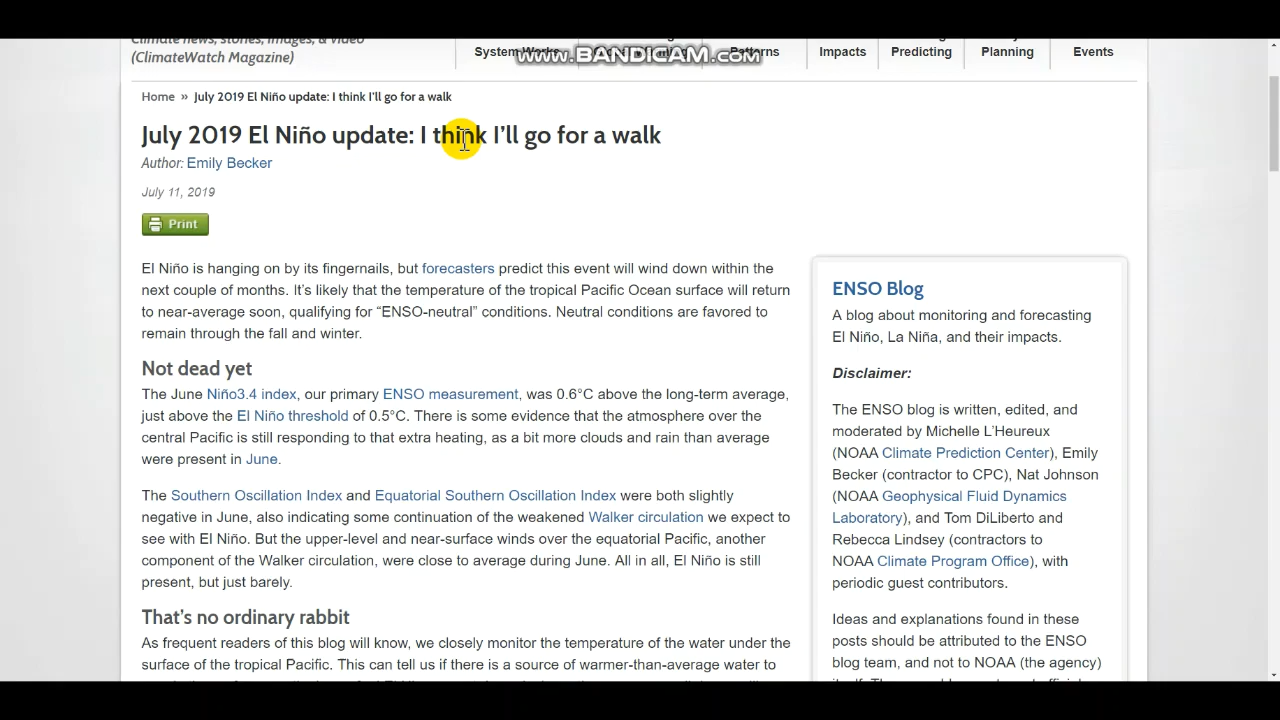 Climate news, stories, images, & video
(ClimateWatch Magazine)
System Works
Patterns
Impacts
Predicting
Planning
Events
www.BANDICAM.com
Home » July 2019 El Niño update: I think I’ll go for a walk
July 2019 El Niño update: I think I’ll go for a walk
Author: Emily Becker
July 11, 2019
Print
El Niño is hanging on by its fingernails, but forecasters predict this event will wind down within the
next couple of months. It’s likely that the temperature of the tropical Pacific Ocean surface will return
to near-average soon, qualifying for “ENSO-neutral” conditions. Neutral conditions are favored to
remain through the fall and winter.
Not dead yet
The June Niño3.4 index, our primary ENSO measurement, was 0.6°C above the long-term average,
just above the El Niño threshold of 0.5°C. There is some evidence that the atmosphere over the
central Pacific is still responding to that extra heating, as a bit more clouds and rain than average
were present in June.
The Southern Oscillation Index and Equatorial Southern Oscillation Index were both slightly
negative in June, also indicating some continuation of the weakened Walker circulation we expect to
see with El Niño. But the upper-level and near-surface winds over the equatorial Pacific, another
component of the Walker circulation, were close to average during June. All in all, El Niño is still
present, but just barely.
That’s no ordinary rabbit
As frequent readers of this blog will know, we closely monitor the temperature of the water under the
surface of the tropical Pacific. This can tell us if there is a source of warmer-than-average water to
ENSO Blog
A blog about monitoring and forecasting
El Niño, La Niña, and their impacts.
Disclaimer:
The ENSO blog is written, edited, and
moderated by Michelle L’Heureux
(NOAA Climate Prediction Center), Emily
Becker (contractor to CPC), Nat Johnson
(NOAA Geophysical Fluid Dynamics
Laboratory), and Tom DiLiberto and
Rebecca Lindsey (contractors to
NOAA Climate Program Office), with
periodic guest contributors.
Ideas and explanations found in these
posts should be attributed to the ENSO
blog team, and not to NOAA (the agency)